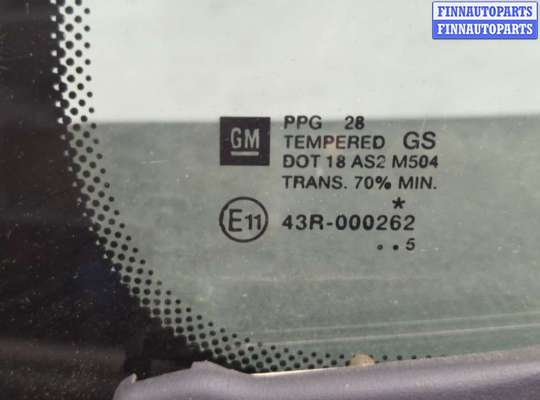 FINNAUTOPARTS
FINNAUTOPARTS
GM
PPG 28
TEMPERED GS
DOT 18 AS2 M504
TRANS. 70% MIN.
*
E11 43R-000262
. . 5